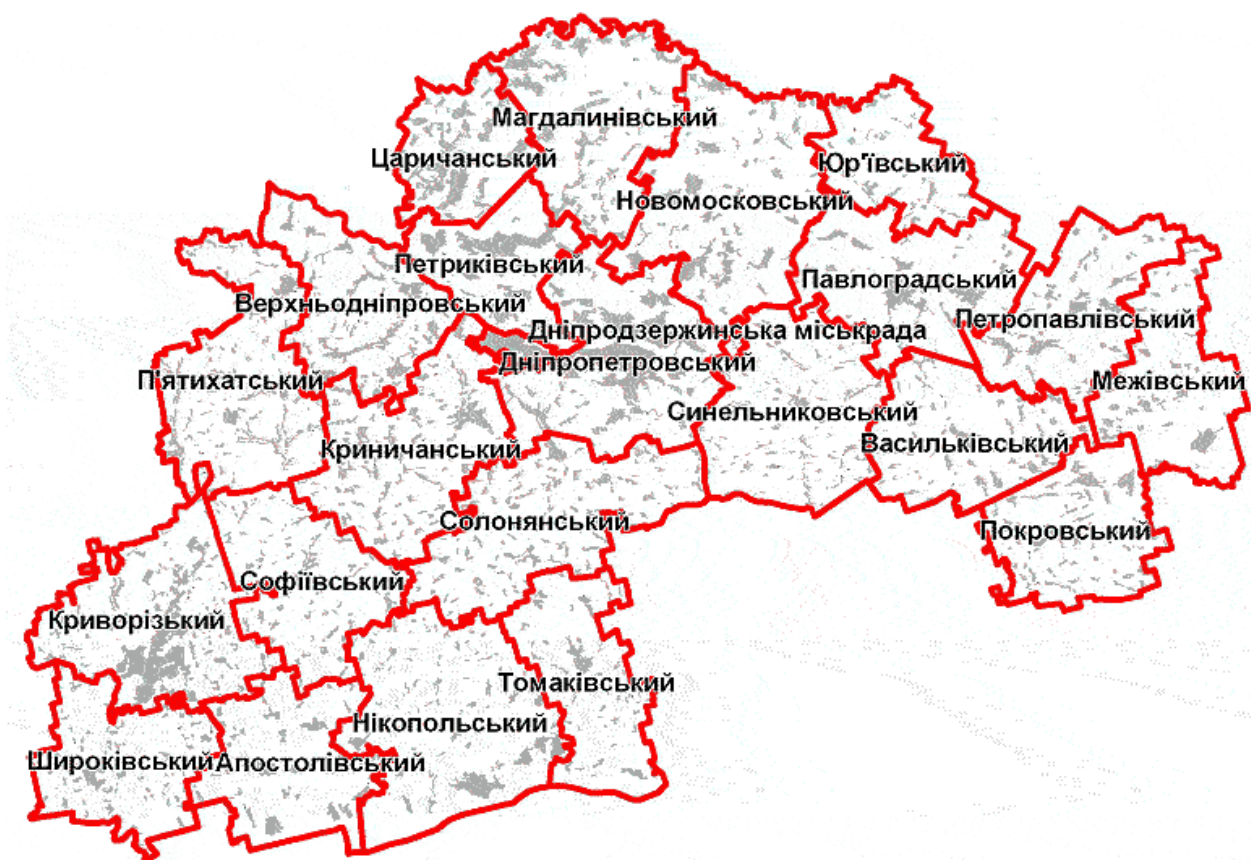 Магдалинівський
Царичанський
Юр'ївський
Новомосковський
Петриківський
Павлоградський
Верхньодніпровський
Петропавлівський
Дніпродзержинська міськрада
Дніпропетровський
П'ятихатський
Межівський
Синельниковський
Васильківський
Криничанський
Солонянський
Покровський
Софіївський
Криворізький
Томаківський
Нікопольський
Широківський
Апостолівський